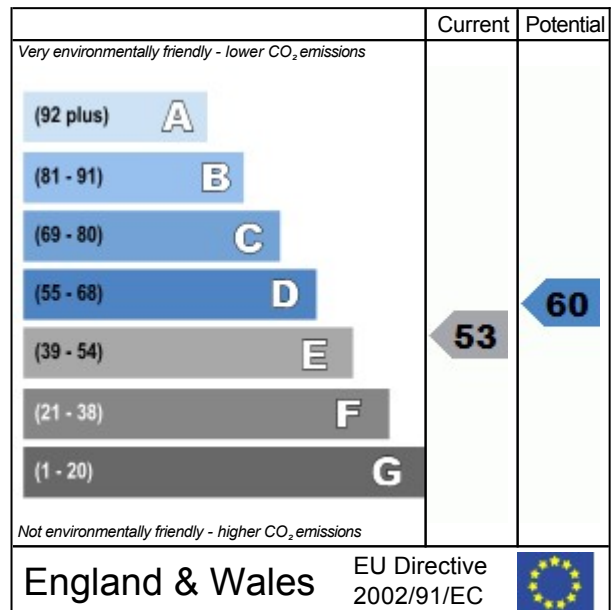 Current Potential
Very environmentally friendly - lower CO₂ emissions
(92 plus) A
(81 - 91) B
(69 - 80) C
(55 - 68) D
60
53
(39 - 54) E
(21 - 38) F
(1 - 20) G
Not environmentally friendly - higher CO₂ emissions
England & Wales
EU Directive
2002/91/EC